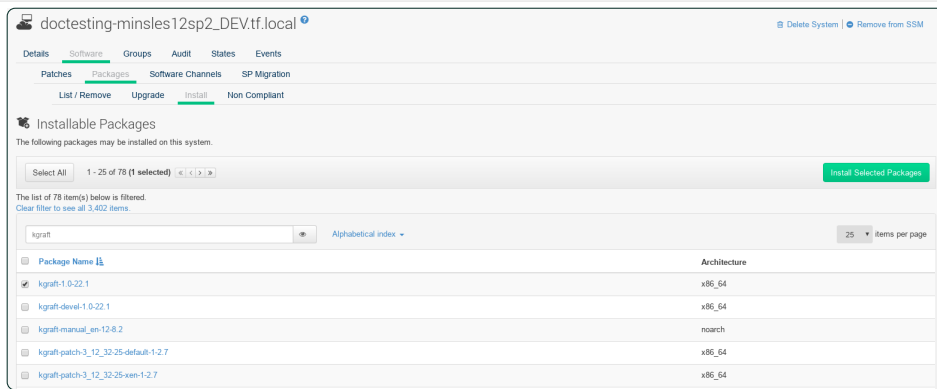 doctesting-minsles12sp2_DEV.tf.local ?
Delete System | Remove from SSM
Details Software Groups Audit States Events
Patches Packages Software Channels SP Migration
List / Remove Upgrade Install Non Compliant
Installable Packages
The following packages may be installed on this system.
Select All 1 - 25 of 78 (1 selected) Install Selected Packages
The list of 78 item(s) below is filtered.
Clear filter to see all 3,402 items.
kgraft Alphabetical index 25 items per page
Package Name Architecture
kgraft-1.0-22.1 x86_64
kgraft-devel-1.0-22.1 x86_64
kgraft-manual_en-12-8.2 noarch
kgraft-patch-3_12_32-25-default-1-2.7 x86_64
kgraft-patch-3_12_32-25-xen-1-2.7 x86_64